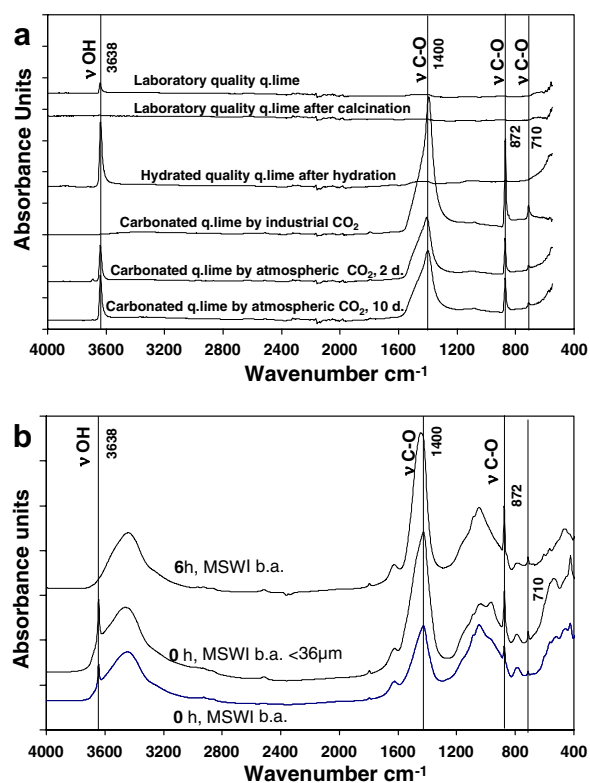 a
Absorbance Units
ν OH
3638
ν C-O
1400
ν C-O
ν C-O
872
710
Laboratory quality q.lime
Laboratory quality q.lime after calcination
Hydrated quality q.lime after hydration
Carbonated q.lime by industrial CO2
Carbonated q.lime by atmospheric CO2, 2 d.
Carbonated q.lime by atmospheric CO2, 10 d.
4000 3600 3200 2800 2400 2000 1600 1200 800 400
Wavenumber cm-1
b
Absorbance units
ν OH
3638
ν C-O
1400
ν C-O
872
710
6h, MSWI b.a.
0 h, MSWI b.a. <36µm
0 h, MSWI b.a.
4000 3600 3200 2800 2400 2000 1600 1200 800 400
Wavenumber cm-1